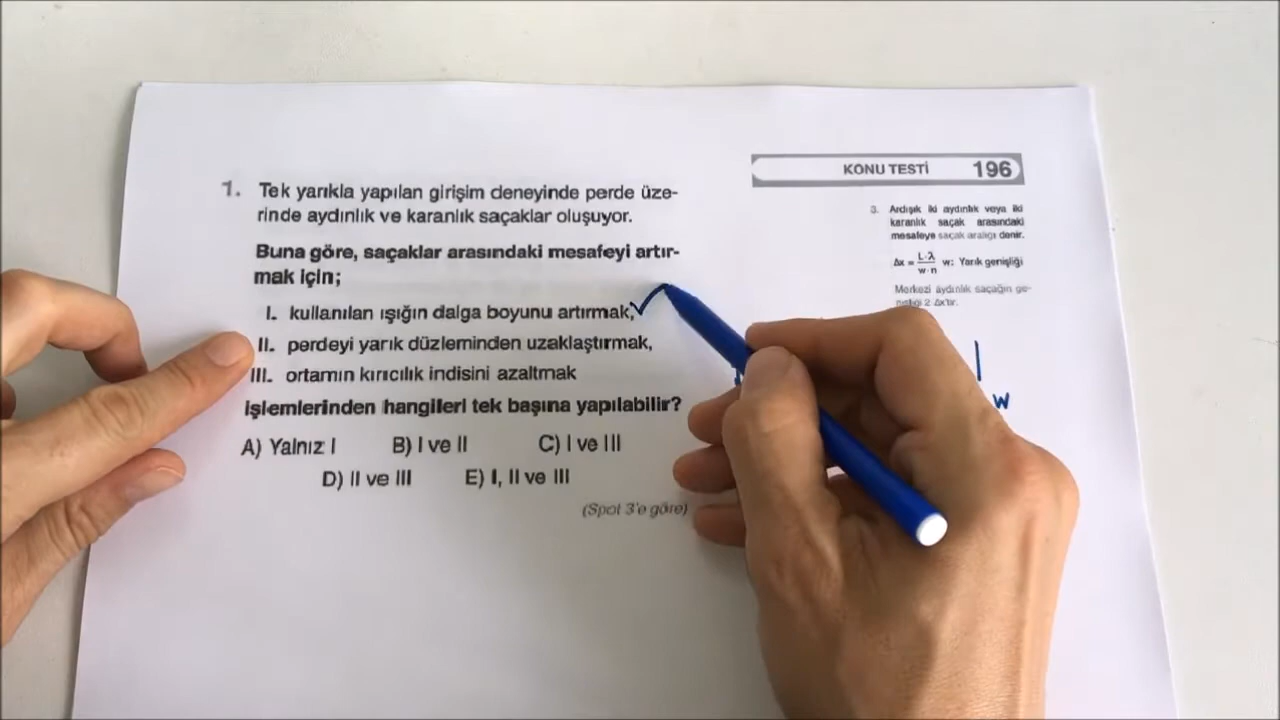 1. Tek yarıkla yapılan girişim deneyinde perde üze-
rinde aydınlık ve karanlık saçaklar oluşuyor.
Buna göre, saçaklar arasındaki mesafeyi artır-
mak için;
I. kullanılan ışığın dalga boyunu artırmak,
II. perdeyi yarık düzleminden uzaklaştırmak,
III. ortamın kırıcılık indisini azaltmak
işlemlerinden hangileri tek başına yapılabilir?
A) Yalnız I B) I ve II C) I ve III
D) II ve III E) I, II ve III
(Spot 3'e göre)
KONU TESTİ 196
3. Ardışık iki aydınlık veya iki
karanlık saçak arasındaki
mesafeye saçak aralığı denir.
Δx = L·λ / w·n w: Yarık genişliği
Merkezi aydınlık saçağın ge-
nişliği 2 Δx'tir.
w